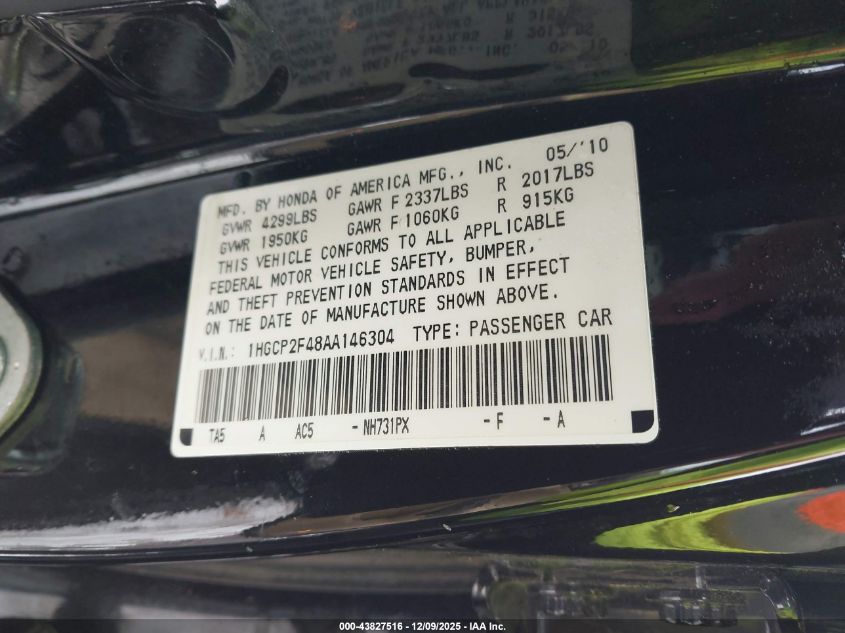 MFD. BY HONDA OF AMERICA MFG., INC. 05/'10
GVWR 4299LBS GAWR F 2337LBS R 2017LBS
GVWR 1950KG GAWR F 1060KG R 915KG
THIS VEHICLE CONFORMS TO ALL APPLICABLE
FEDERAL MOTOR VEHICLE SAFETY, BUMPER,
AND THEFT PREVENTION STANDARDS IN EFFECT
ON THE DATE OF MANUFACTURE SHOWN ABOVE.
V.I.N.: 1HGCP2F48AA146304 TYPE: PASSENGER CAR
TA5 A AC5 -NH731PX -F -A
000-43827516 - 12/09/2025 - IAA Inc.